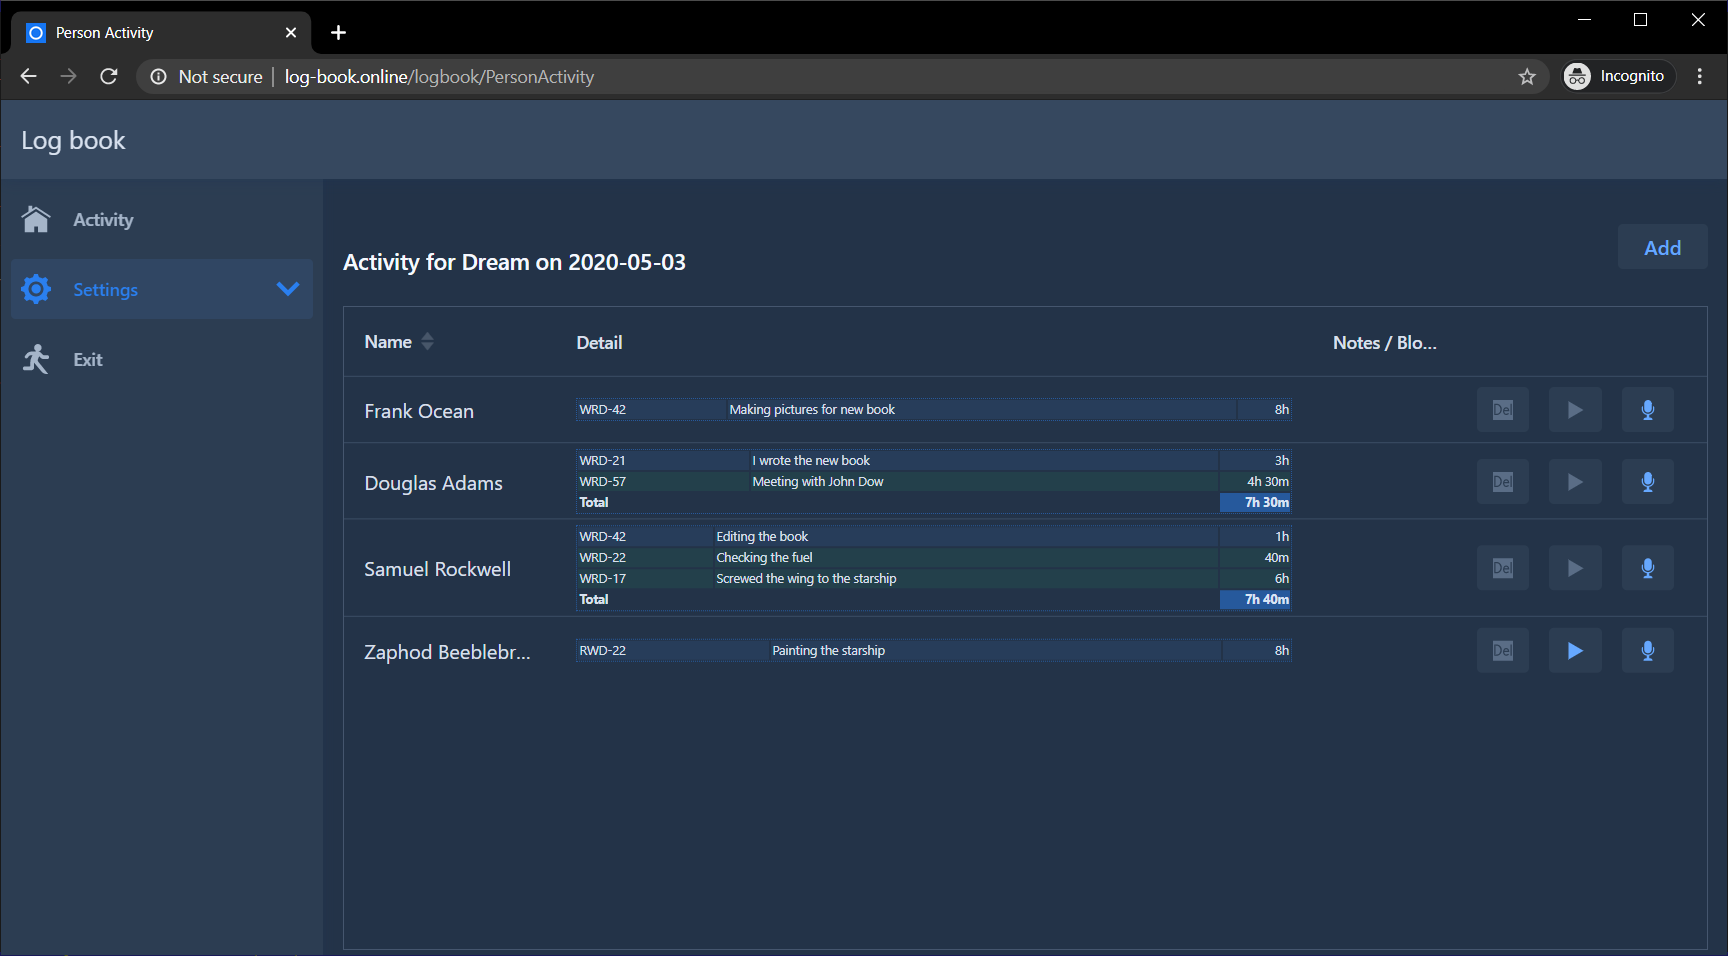 Person Activity
Not secure | log-book.online/logbook/PersonActivity
Incognito
Log book
Activity
Settings
Exit
Add
Activity for Dream on 2020-05-03
Name Detail Notes / Blo...
Frank Ocean WRD-42 Making pictures for new book 8h Del
Douglas Adams
WRD-21 I wrote the new book 3h
WRD-57 Meeting with John Dow 4h 30m
Total 7h 30m
Del
Samuel Rockwell
WRD-42 Editing the book 1h
WRD-22 Checking the fuel 40m
WRD-17 Screwed the wing to the starship 6h
Total 7h 40m
Del
Zaphod Beeblebr... RWD-22 Painting the starship 8h Del